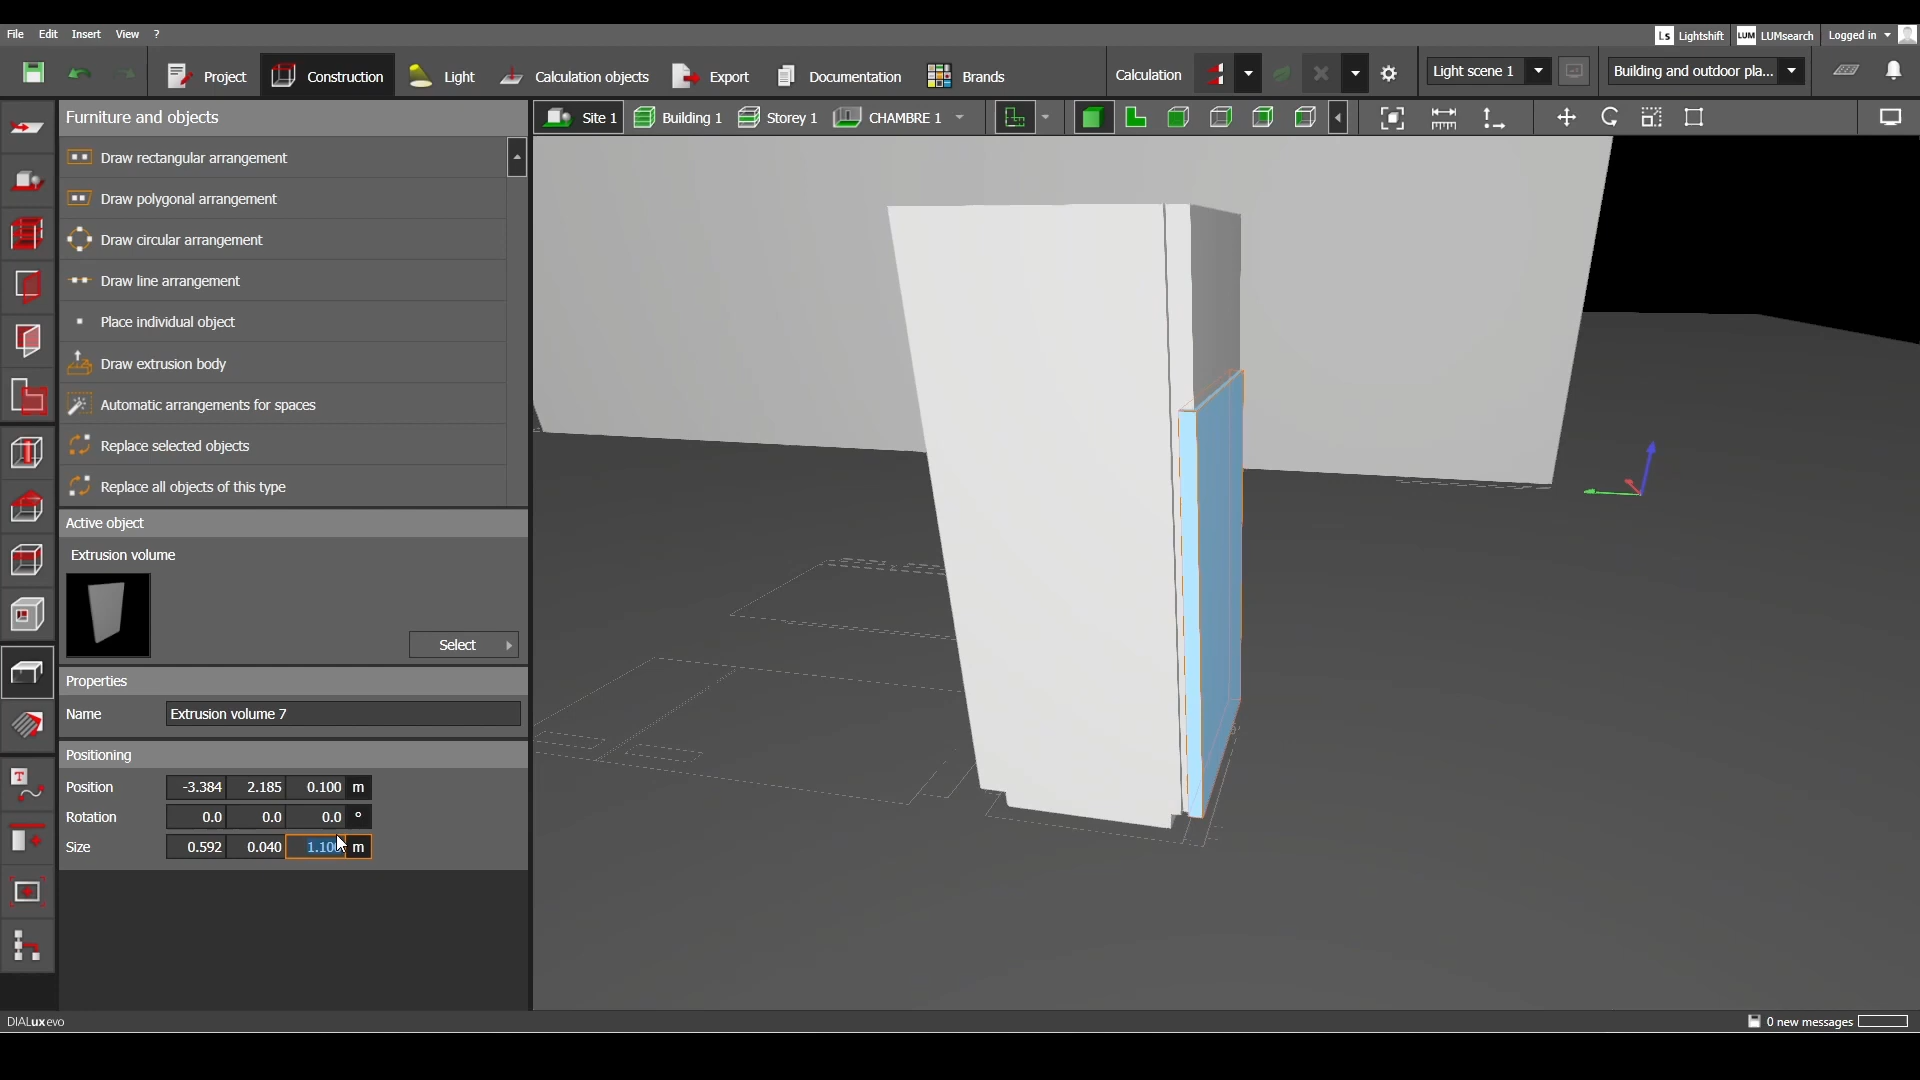 File Edit Insert View ?
Ls Lightshift LUM LUMsearch Logged in
Project Construction Light Calculation objects Export Documentation Brands Calculation Light scene 1 Building and outdoor pla...
Furniture and objects
Site 1 Building 1 Storey 1 CHAMBRE 1
Draw rectangular arrangement
Draw polygonal arrangement
Draw circular arrangement
Draw line arrangement
Place individual object
Draw extrusion body
Automatic arrangements for spaces
Replace selected objects
Replace all objects of this type
Active object
Extrusion volume
Select
Properties
Name Extrusion volume 7
Positioning
Position -3.384 2.185 0.100 m
Rotation 0.0 0.0 0.0 °
Size 0.592 0.040 1.100 m
DIALux evo
0 new messages